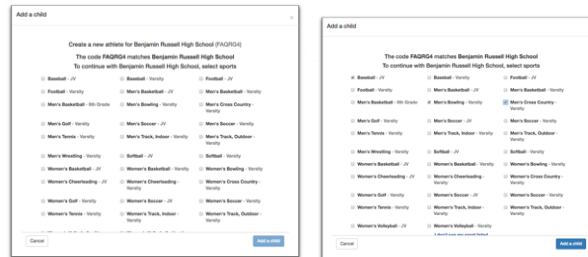 Add a child
×
Create a new athlete for Benjamin Russell High School (FAQRG4)
The code FAQRG4 matches Benjamin Russell High School
To continue with Benjamin Russell High School, select sports
Baseball - JV
Baseball - Varsity
Football - JV
Football - Varsity
Men's Basketball - JV
Men's Basketball - Varsity
Men's Basketball - 9th Grade
Men's Bowling - Varsity
Men's Cross Country -
Varsity
Men's Golf - Varsity
Men's Soccer - JV
Men's Soccer - Varsity
Men's Tennis - Varsity
Men's Track, Indoor -
Varsity
Men's Track, Outdoor -
Varsity
Men's Wrestling - Varsity
Softball - JV
Softball - Varsity
Women's Basketball - JV
Women's Basketball - Varsity
Women's Bowling - Varsity
Women's Cheerleading - JV
Women's Cheerleading -
Varsity
Women's Cross Country -
Varsity
Women's Golf - Varsity
Women's Soccer - JV
Women's Soccer - Varsity
Women's Tennis - Varsity
Women's Track, Indoor -
Varsity
Women's Track, Outdoor -
Varsity
Cancel
Add a child
Add a child
The code FAQRG4 matches Benjamin Russell High School
To continue with Benjamin Russell High School, select sports
Baseball - JV
Baseball - Varsity
Football - JV
Football - Varsity
Men's Basketball - JV
Men's Basketball - Varsity
Men's Basketball - 9th Grade
Men's Bowling - Varsity
Men's Cross Country -
Varsity
Men's Golf - Varsity
Men's Soccer - JV
Men's Soccer - Varsity
Men's Tennis - Varsity
Men's Track, Indoor -
Varsity
Men's Track, Outdoor -
Varsity
Men's Wrestling - Varsity
Softball - JV
Softball - Varsity
Women's Basketball - JV
Women's Basketball - Varsity
Women's Bowling - Varsity
Women's Cheerleading - JV
Women's Cheerleading -
Varsity
Women's Cross Country -
Varsity
Women's Golf - Varsity
Women's Soccer - JV
Women's Soccer - Varsity
Women's Tennis - Varsity
Women's Track, Indoor -
Varsity
Women's Track, Outdoor -
Varsity
Women's Volleyball - JV
Women's Volleyball - Varsity
Cancel
Add a child